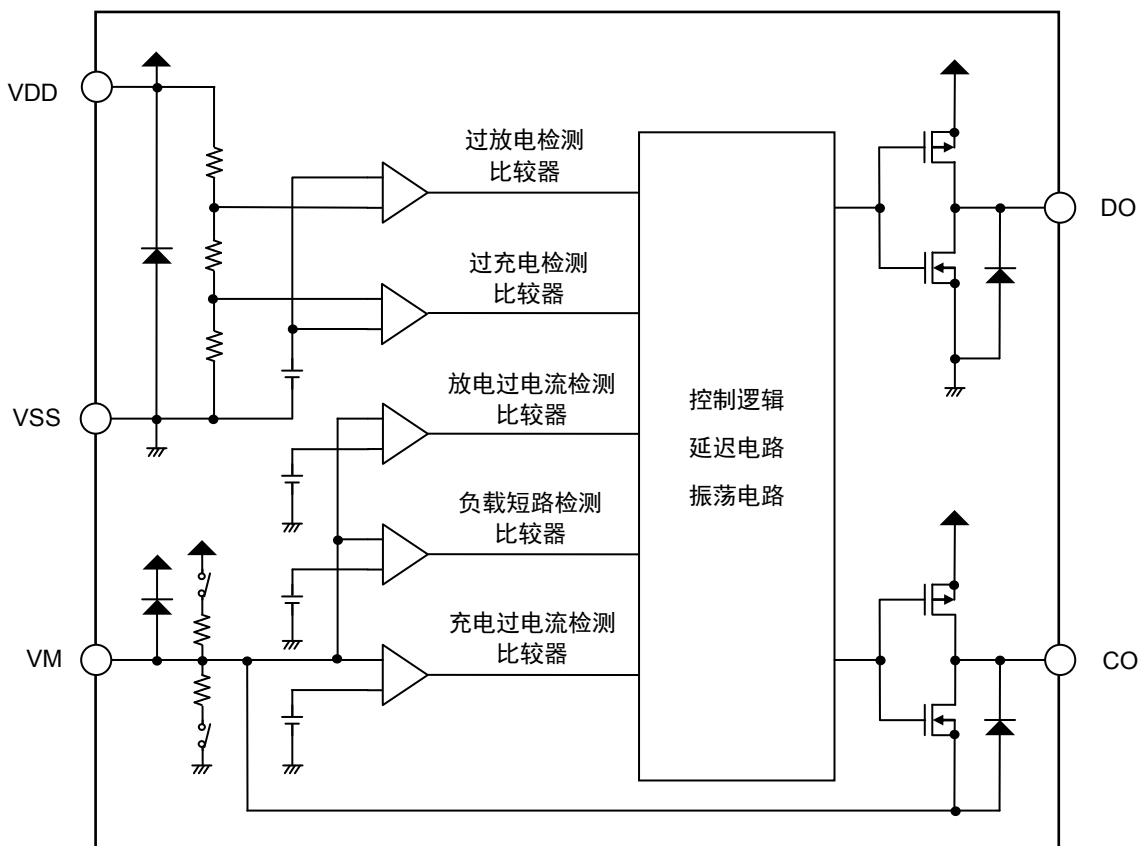 VDD
过放电检测
比较器
DO
过充电检测
比较器
放电过电流检测
比较器
VSS
控制逻辑
延迟电路
振荡电路
负载短路检测
比较器
充电过电流检测
比较器
VM
CO